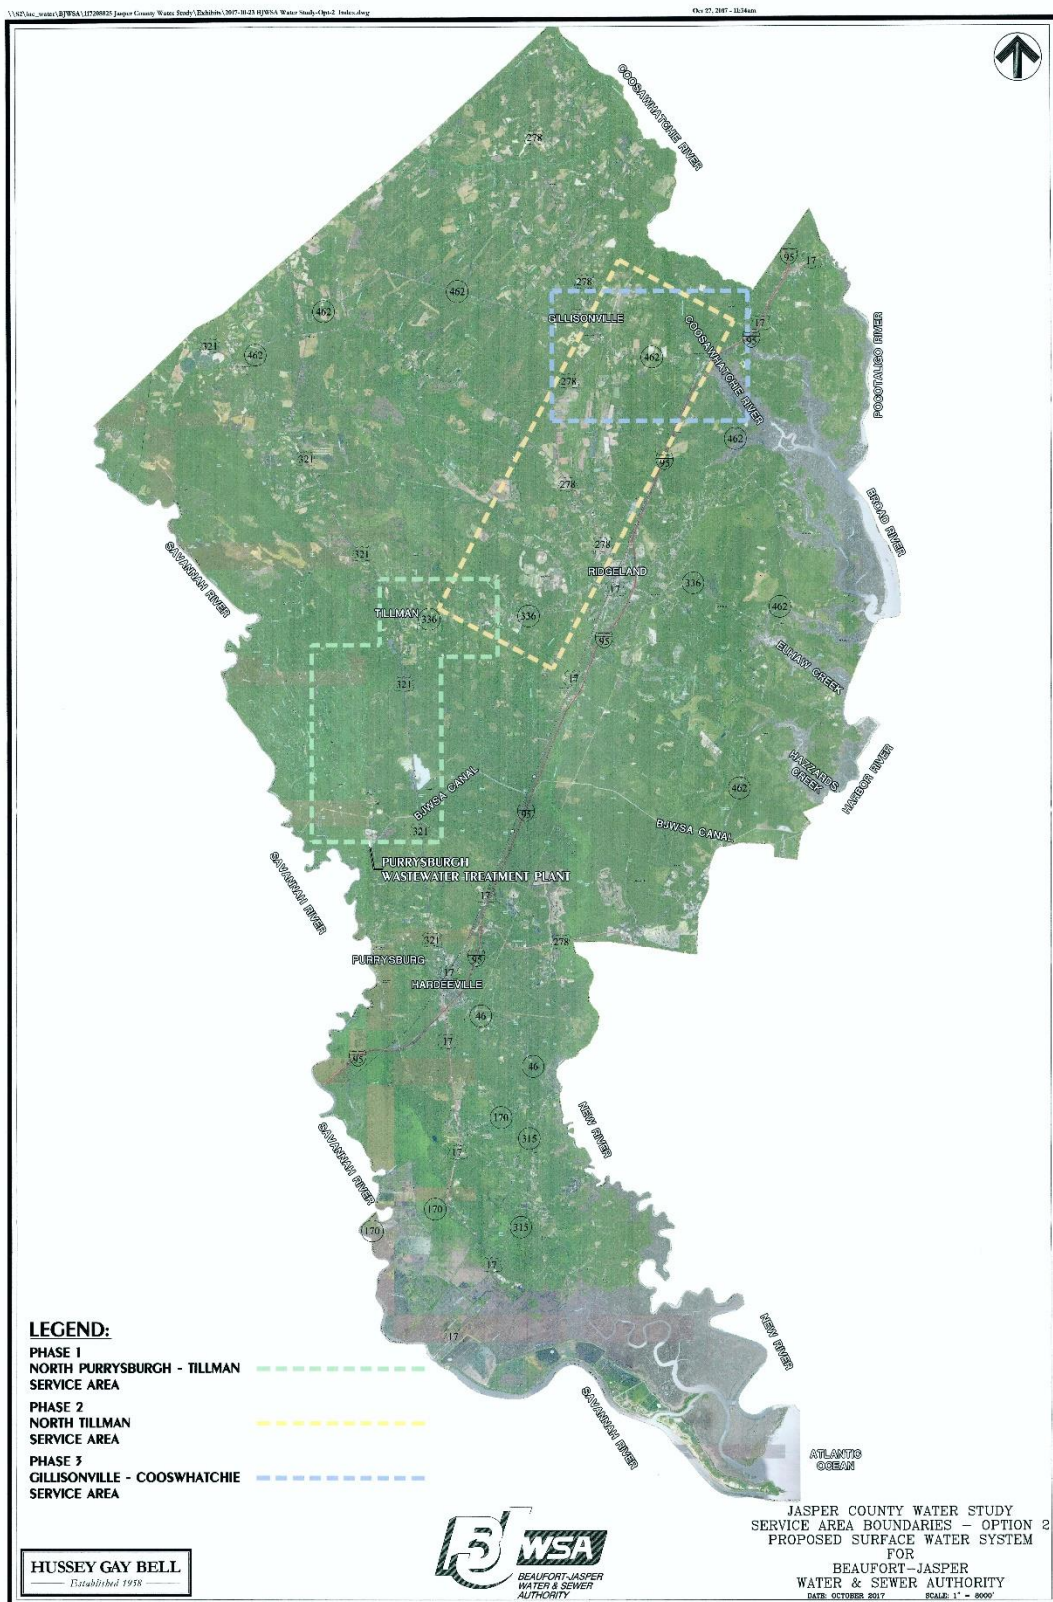 Oct 27, 2017 - 11:34am
COOSAWHATCHIE RIVER
278
95
17
462
278
462
GILLISONVILLE
17
95
COOSAWHATCHIE RIVER
POCOTALIGO RIVER
321
462
462
278
462
321
95
278
BROAD RIVER
SAVANNAH RIVER
321
278
RIDGELAND
17
336
462
TILLMAN
336
336
95
ELHAW CREEK
17
321
HAZZARDS
CREEK
HARBOR RIVER
BJWSA CANAL
462
95
321
BJWSA CANAL
SAVANNAH RIVER
PURRYSBURGH
WASTEWATER TREATMENT PLANT
17
321
278
PURRYSBURG
95
17
HARDEEVILLE
46
17
95
46
NEW RIVER
170
315
SAVANNAH RIVER
17
170
170
315
17
17
NEW RIVER
SAVANNAH RIVER
ATLANTIC
OCEAN
LEGEND:
PHASE 1
NORTH PURRYSBURGH - TILLMAN
SERVICE AREA
PHASE 2
NORTH TILLMAN
SERVICE AREA
PHASE 3
GILLISONVILLE - COOSWHATCHIE
SERVICE AREA
HUSSEY GAY BELL
Established 1958
BJWSA
BEAUFORT-JASPER
WATER & SEWER
AUTHORITY
JASPER COUNTY WATER STUDY
SERVICE AREA BOUNDARIES - OPTION 2
PROPOSED SURFACE WATER SYSTEM
FOR
BEAUFORT-JASPER
WATER & SEWER AUTHORITY
DATE: OCTOBER 2017 SCALE: 1" = 8000'